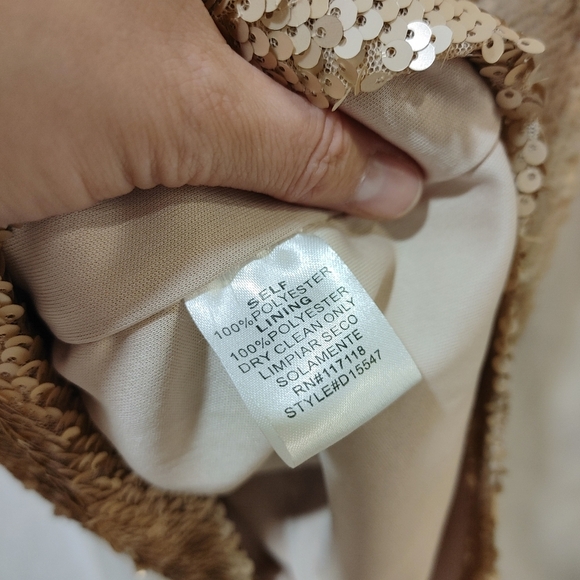 SELF
100%POLYESTER
LINING
100%POLYESTER
DRY CLEAN ONLY
LIMPIAR SECO
SOLAMENTE
RN#117118
STYLE#D15547